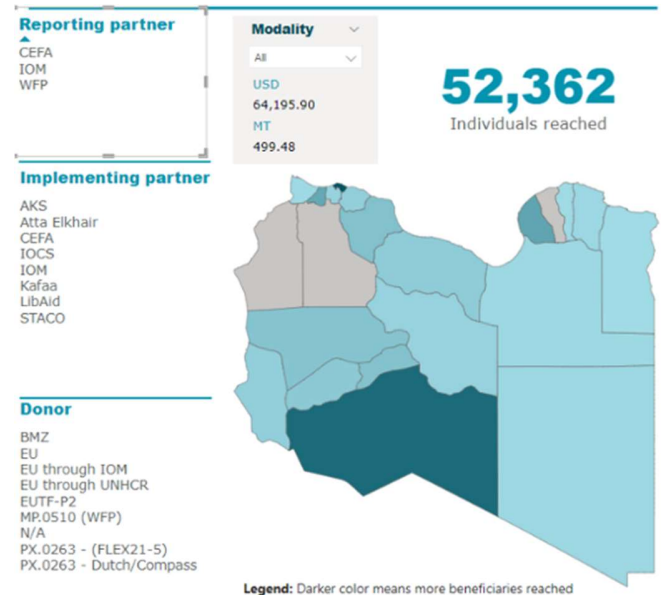 Reporting partner
CEFA
IOM
WFP
Modality
All
USD
64,195.90
MT
499.48
52,362
Individuals reached
Implementing partner
AKS
Atta Elkhair
CEFA
IOCS
IOM
Kafaa
LibAid
STACO
Donor
BMZ
EU
EU through IOM
EU through UNHCR
EUTF-P2
MP.0510 (WFP)
N/A
PX.0263 - (FLEX21-5)
PX.0263 - Dutch/Compass
Legend: Darker color means more beneficiaries reached